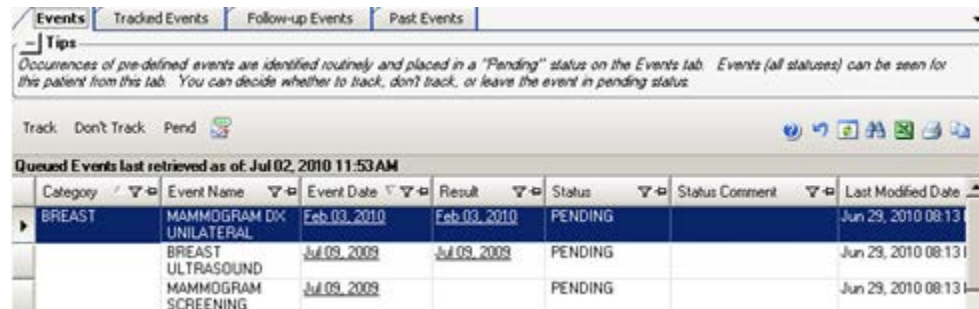 Events Tracked Events Follow-up Events Past Events
Tips
Occurrences of pre-defined events are identified routinely and placed in a "Pending" status on the Events tab. Events (all statuses) can be seen for
this patient from this tab. You can decide whether to track, don't track, or leave the event in pending status.
Track Don't Track Pend
Queued Events last retrieved as of: Jul 02, 2010 11:53 AM
Category Event Name Event Date Result Status Status Comment Last Modified Date
BREAST MAMMOGRAM DX Feb 03, 2010 Feb 03, 2010 PENDING Jun 29, 2010 08:13
UNILATERAL
BREAST Jul 09, 2009 Jul 09, 2009 PENDING Jun 29, 2010 08:13
ULTRASOUND
MAMMOGRAM Jul 09, 2009 PENDING Jun 29, 2010 08:13
SCREENING